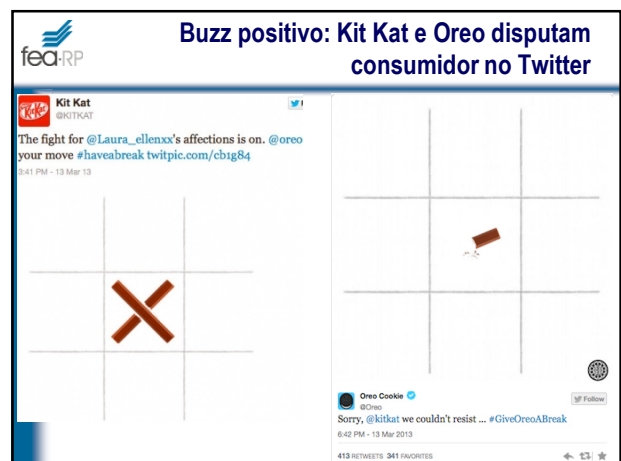 fea-RP
Buzz positivo: Kit Kat e Oreo disputam
consumidor no Twitter
KitKat
Kit Kat
@KITKAT
The fight for @Laura_ellenxx's affections is on. @oreo
your move #haveabreak twitpic.com/cb1g84
3:41 PM - 13 Mar 13
Oreo Cookie
@Oreo
Follow
Sorry, @kitkat we couldn't resist ... #GiveOreoABreak
6:42 PM - 13 Mar 2013
413 RETWEETS 341 FAVORITES